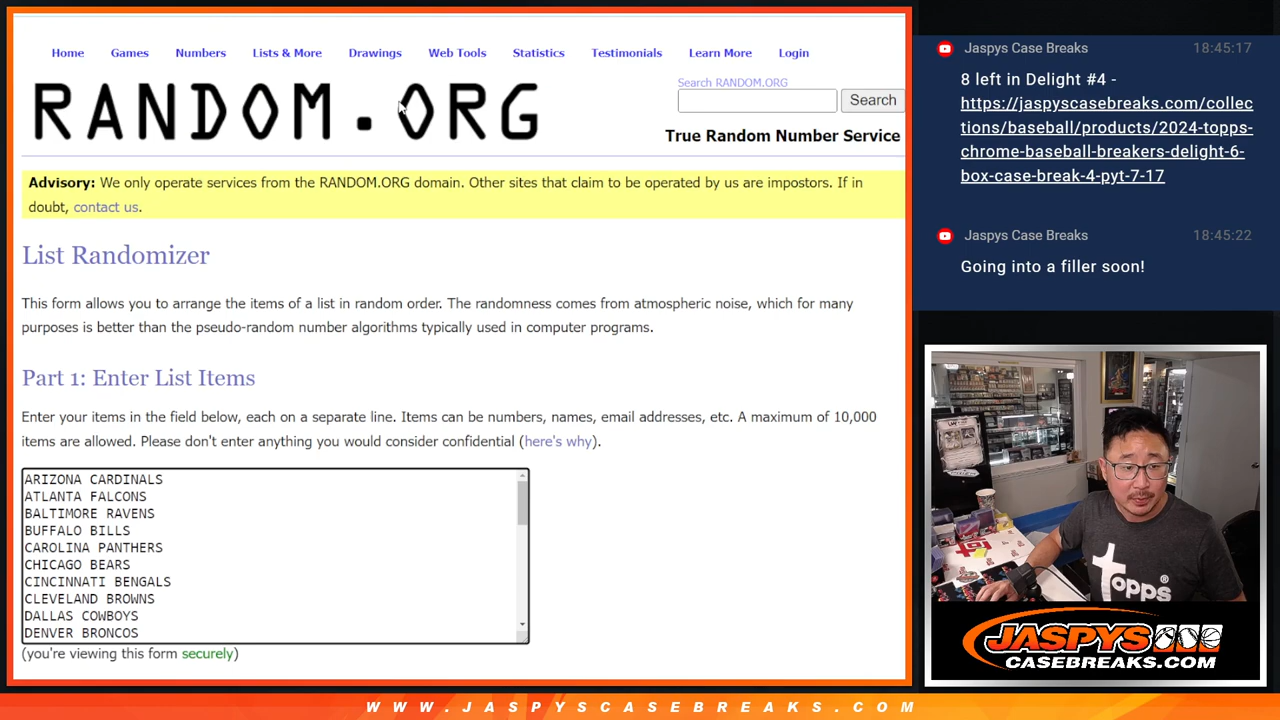 Home Games Numbers Lists & More Drawings Web Tools Statistics Testimonials Learn More Login
RANDOM.ORG
Search RANDOM.ORG
Search
True Random Number Service
Advisory: We only operate services from the RANDOM.ORG domain. Other sites that claim to be operated by us are impostors. If in
doubt, contact us.
List Randomizer
This form allows you to arrange the items of a list in random order. The randomness comes from atmospheric noise, which for many
purposes is better than the pseudo-random number algorithms typically used in computer programs.
Part 1: Enter List Items
Enter your items in the field below, each on a separate line. Items can be numbers, names, email addresses, etc. A maximum of 10,000
items are allowed. Please don't enter anything you would consider confidential (here's why).
ARIZONA CARDINALS
ATLANTA FALCONS
BALTIMORE RAVENS
BUFFALO BILLS
CAROLINA PANTHERS
CHICAGO BEARS
CINCINNATI BENGALS
CLEVELAND BROWNS
DALLAS COWBOYS
DENVER BRONCOS
(you're viewing this form securely)
Jaspys Case Breaks 18:45:17
8 left in Delight #4 -
https://jaspyscasebreaks.com/collec
tions/baseball/products/2024-topps-
chrome-baseball-breakers-delight-6-
box-case-break-4-pyt-7-17
Jaspys Case Breaks 18:45:22
Going into a filler soon!
topps
JASPYS
CASEBREAKS.COM
WWW.JASPYSCASEBREAKS.COM